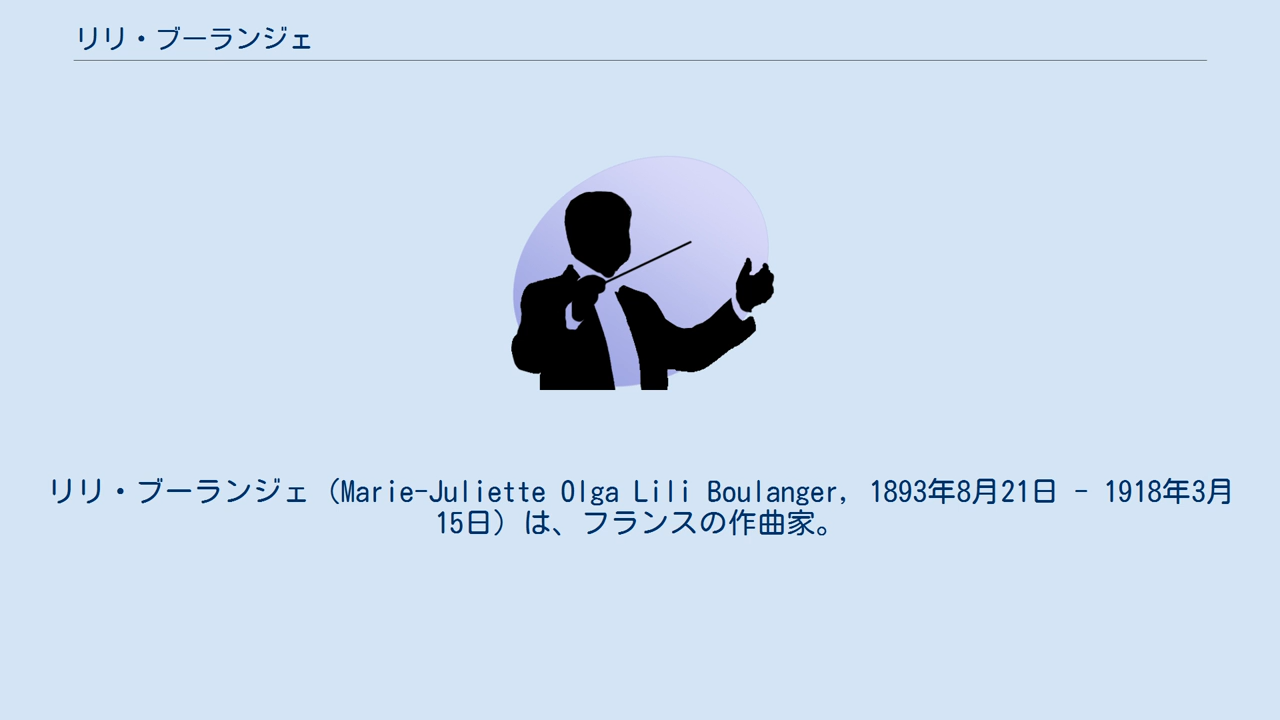 リリ・ブーランジェ
リリ・ブーランジェ（Marie-Juliette Olga Lili Boulanger, 1893年8月21日 - 1918年3月
15日）は、フランスの作曲家。